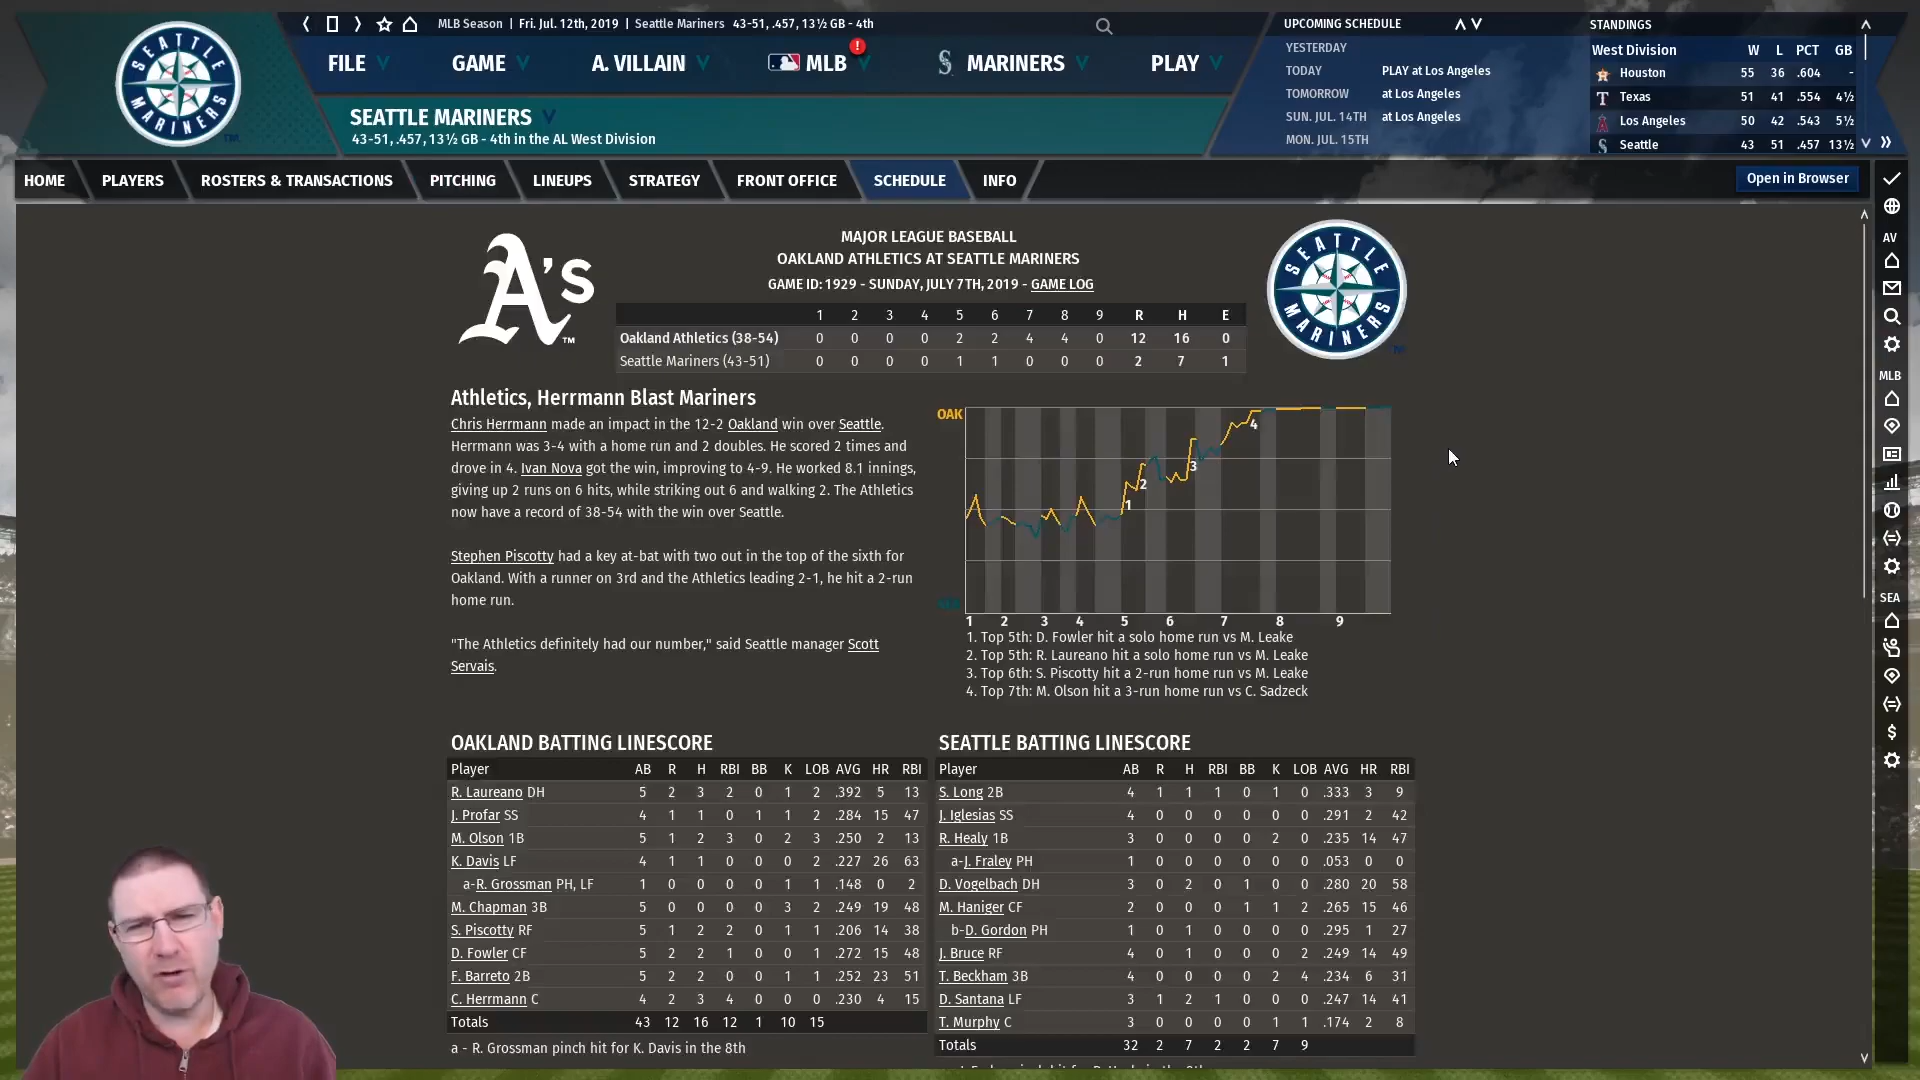 MLB Season | Fri. Jul. 12th, 2019 | Seattle Mariners 43-51, .457, 13½ GB - 4th
FILE GAME A. VILLAIN MLB ! MARINERS PLAY
SEATTLE MARINERS
43-51, .457, 13½ GB - 4th in the AL West Division
SEATTLE MARINERS ™
UPCOMING SCHEDULE
YESTERDAY
TODAY PLAY at Los Angeles
TOMORROW at Los Angeles
SUN. JUL. 14TH at Los Angeles
MON. JUL. 15TH
STANDINGS
West Division W L PCT GB
Houston 55 36 .604 -
Texas 51 41 .554 4½
Los Angeles 50 42 .543 5½
Seattle 43 51 .457 13½
HOME PLAYERS ROSTERS & TRANSACTIONS PITCHING LINEUPS STRATEGY FRONT OFFICE SCHEDULE INFO
Open in Browser
AV
MLB
SEA
A's ™
MAJOR LEAGUE BASEBALL
OAKLAND ATHLETICS AT SEATTLE MARINERS
GAME ID: 1929 - SUNDAY, JULY 7TH, 2019 - GAME LOG
1 2 3 4 5 6 7 8 9 R H E
Oakland Athletics (38-54) 0 0 0 0 2 2 4 4 0 12 16 0
Seattle Mariners (43-51) 0 0 0 0 1 1 0 0 0 2 7 1
SEATTLE MARINERS
Athletics, Herrmann Blast Mariners
Chris Herrmann made an impact in the 12-2 Oakland win over Seattle.
Herrmann was 3-4 with a home run and 2 doubles. He scored 2 times and
drove in 4. Ivan Nova got the win, improving to 4-9. He worked 8.1 innings,
giving up 2 runs on 6 hits, while striking out 6 and walking 2. The Athletics
now have a record of 38-54 with the win over Seattle.
Stephen Piscotty had a key at-bat with two out in the top of the sixth for
Oakland. With a runner on 3rd and the Athletics leading 2-1, he hit a 2-run
home run.
"The Athletics definitely had our number," said Seattle manager Scott
Servais.
OAK
4
3
2
1
SEA
1 2 3 4 5 6 7 8 9
1. Top 5th: D. Fowler hit a solo home run vs M. Leake
2. Top 5th: R. Laureano hit a solo home run vs M. Leake
3. Top 6th: S. Piscotty hit a 2-run home run vs M. Leake
4. Top 7th: M. Olson hit a 3-run home run vs C. Sadzeck
OAKLAND BATTING LINESCORE
Player AB R H RBI BB K LOB AVG HR RBI
R. Laureano DH 5 2 3 2 0 1 2 .392 5 13
J. Profar SS 4 1 1 0 1 1 2 .284 15 47
M. Olson 1B 5 1 2 3 0 2 3 .250 2 13
K. Davis LF 4 1 1 0 0 0 2 .227 26 63
a-R. Grossman PH, LF 1 0 0 0 0 1 1 .148 0 2
M. Chapman 3B 5 0 0 0 0 3 2 .249 19 48
S. Piscotty RF 5 1 2 2 0 1 1 .206 14 38
D. Fowler CF 5 2 2 1 0 0 1 .272 15 48
F. Barreto 2B 5 2 2 0 0 1 1 .252 23 51
C. Herrmann C 4 2 3 4 0 0 0 .230 4 15
Totals 43 12 16 12 1 10 15
a - R. Grossman pinch hit for K. Davis in the 8th
SEATTLE BATTING LINESCORE
Player AB R H RBI BB K LOB AVG HR RBI
S. Long 2B 4 1 1 1 0 1 0 .333 3 9
J. Iglesias SS 4 0 0 0 0 0 0 .291 2 42
R. Healy 1B 3 0 0 0 0 2 0 .235 14 47
a-J. Fraley PH 1 0 0 0 0 0 0 .053 0 0
D. Vogelbach DH 3 0 2 0 1 0 0 .280 20 58
M. Haniger CF 2 0 0 0 1 1 2 .265 15 46
b-D. Gordon PH 1 0 1 0 0 0 0 .295 1 27
J. Bruce RF 4 0 1 0 0 0 2 .249 14 49
T. Beckham 3B 4 0 0 0 0 2 4 .234 6 31
D. Santana LF 3 1 2 1 0 0 0 .247 14 41
T. Murphy C 3 0 0 0 0 1 1 .174 2 8
Totals 32 2 7 2 2 7 9